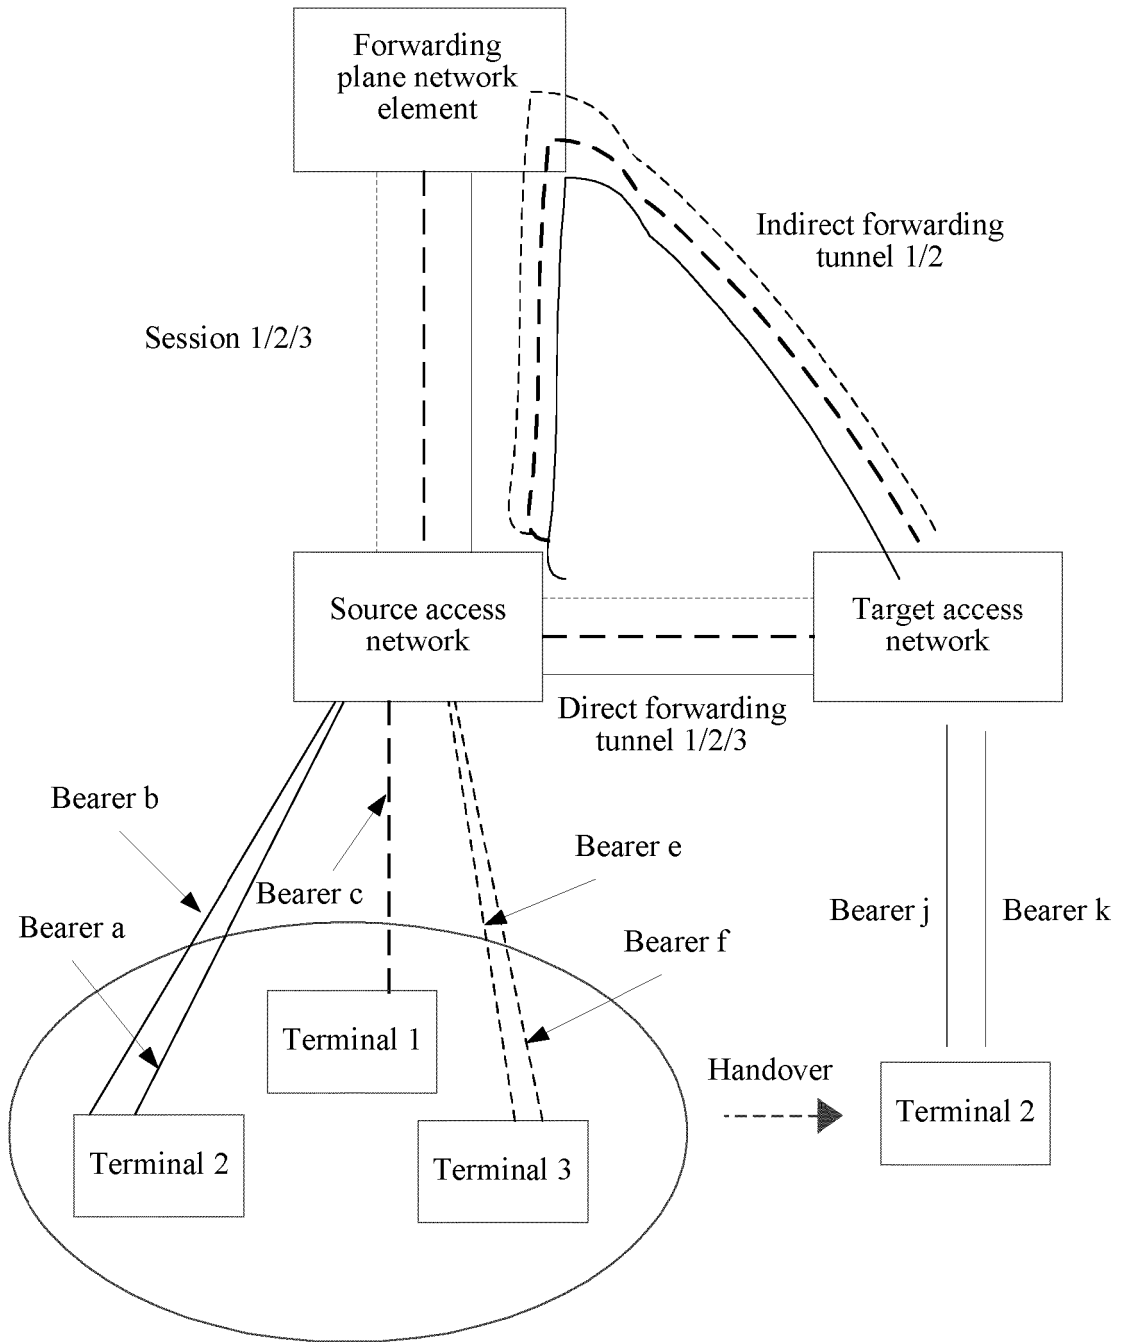 Forwarding
plane network
element
Indirect forwarding
tunnel 1/2
Session 1/2/3
Source access
network
Target access
network
Direct forwarding
tunnel 1/2/3
Bearer b
Bearer e
Bearer c
Bearer a
Bearer f
Bearer j
Bearer k
Terminal 1
Handover
Terminal 2
Terminal 3
Terminal 2